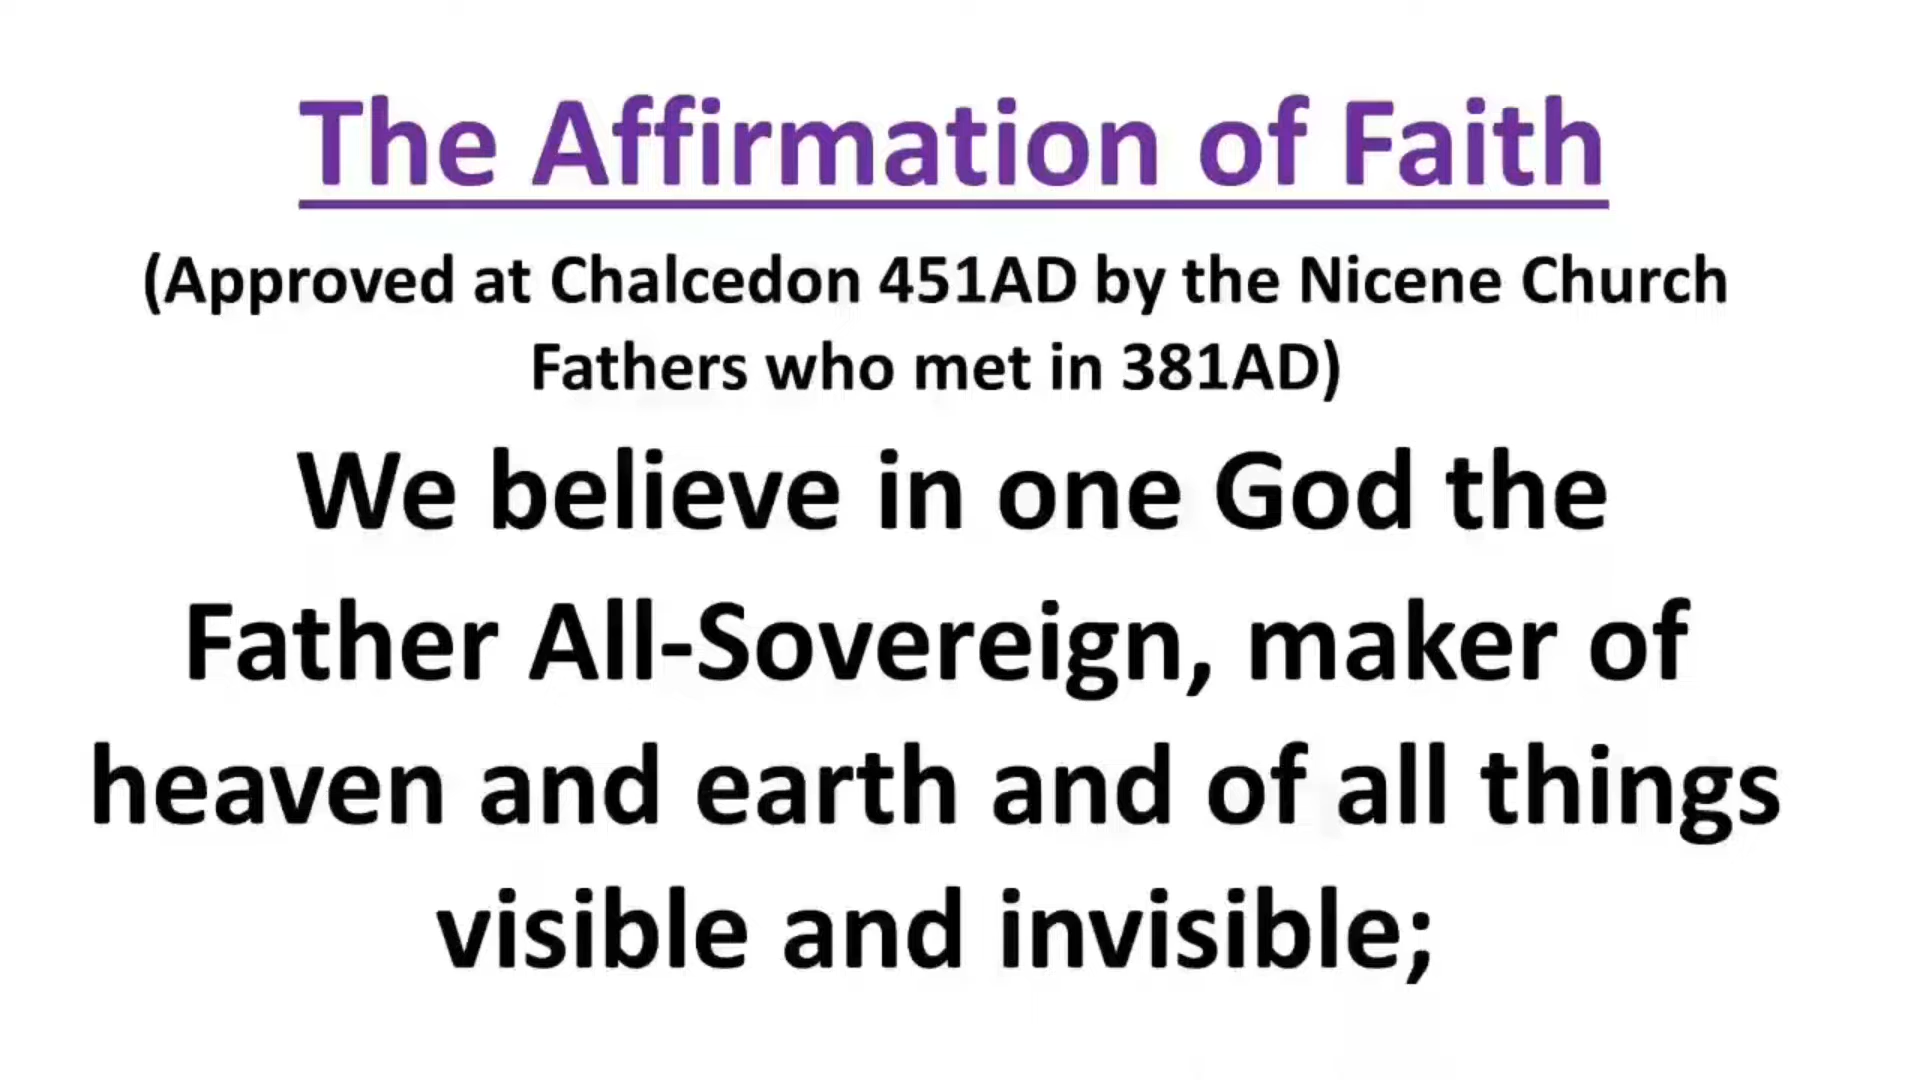 The Affirmation of Faith
(Approved at Chalcedon 451AD by the Nicene Church
Fathers who met in 381AD)
We believe in one God the
Father All-Sovereign, maker of
heaven and earth and of all things
visible and invisible;